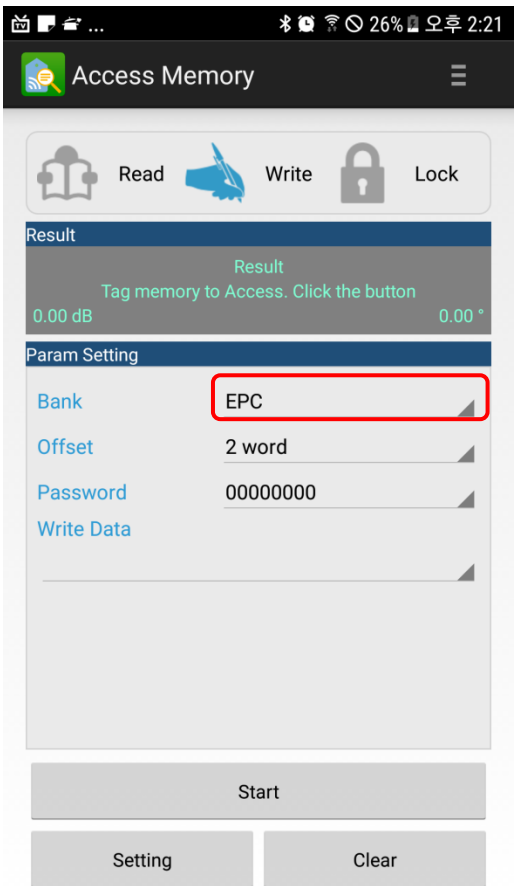 ... 26% 오후 2:21
Access Memory
Read Write Lock
Result
Result
Tag memory to Access. Click the button
0.00 dB 0.00 °
Param Setting
Bank EPC
Offset 2 word
Password 00000000
Write Data
Start
Setting Clear